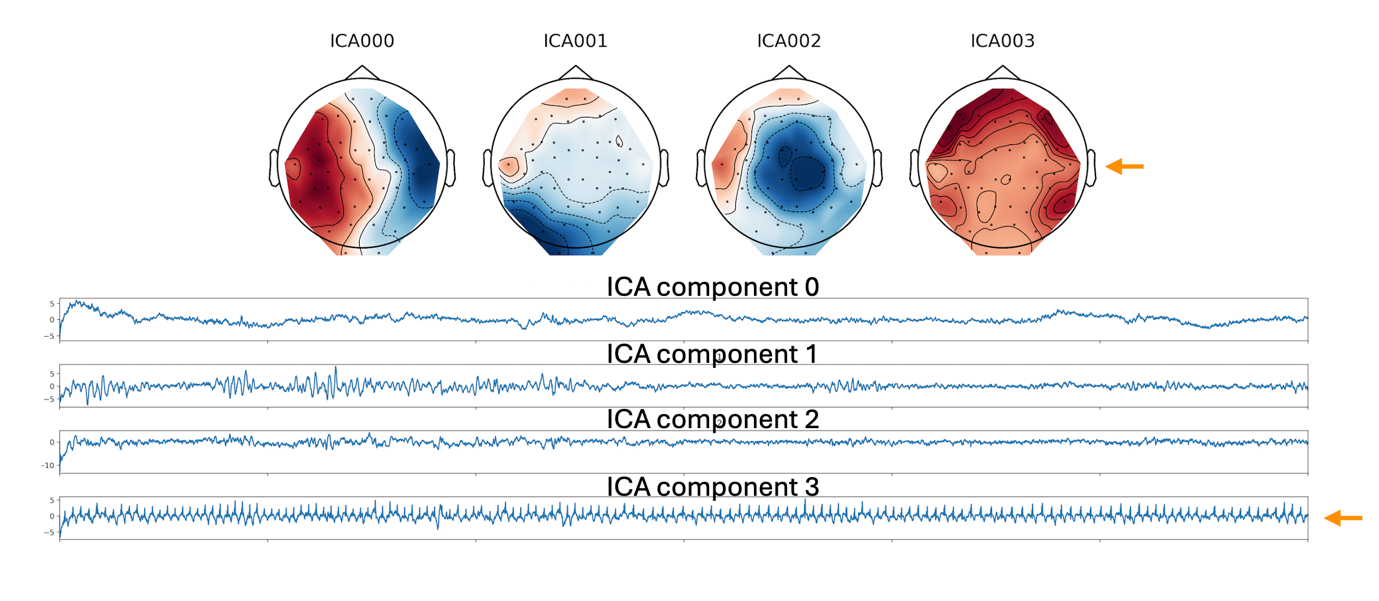 ICA000 ICA001 ICA002 ICA003
ICA component 0
5
0
−5
ICA component 1
5
0
−5
ICA component 2
0
-10
ICA component 3
5
0
−5